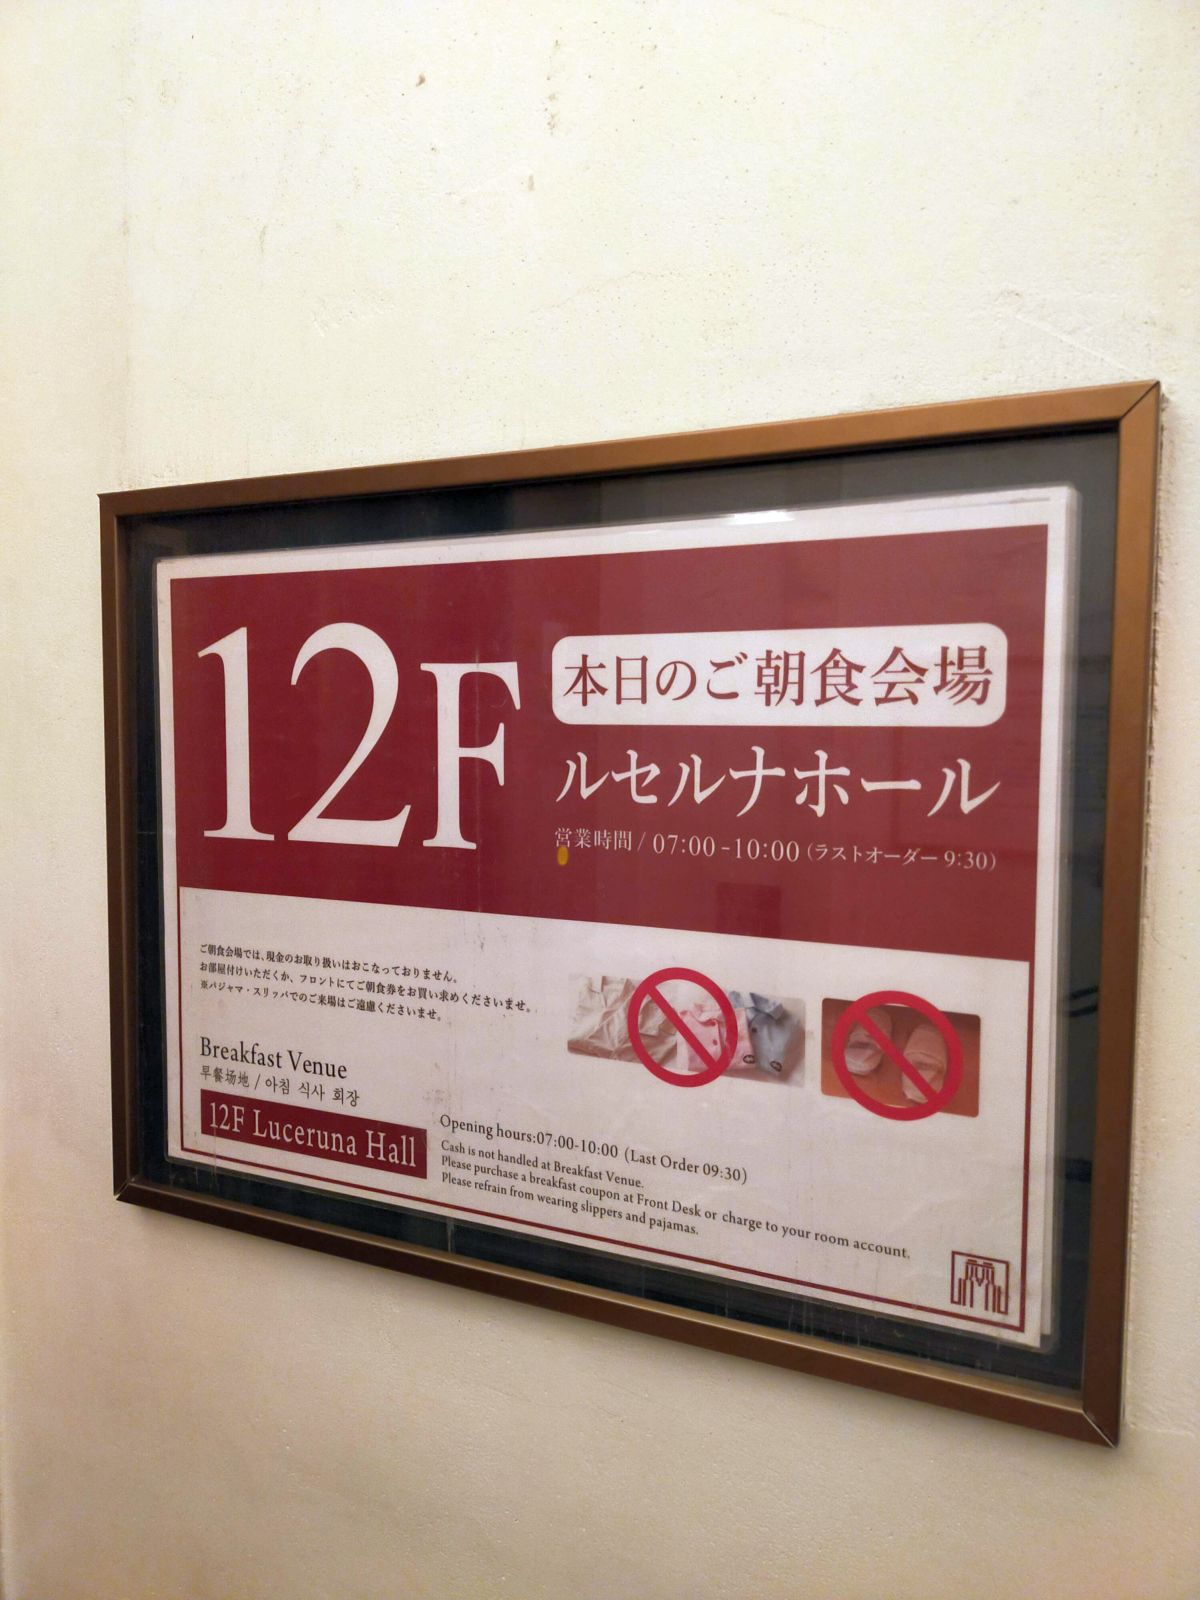 12F
本日のご朝食会場
ルセルナホール
営業時間 / 07:00 -10:00 (ラストオーダー 9:30)
ご朝食会場では、現金のお取り扱いはおこなっておりません。
お部屋付けいただくか、フロントにてご朝食券をお買い求めくださいませ。
※パジャマ・スリッパでのご来場はご遠慮くださいませ。
Breakfast Venue
早餐场地 / 아침 식사 회장
12F Luceruna Hall
Opening hours:07:00-10:00 (Last Order 09:30)
Cash is not handled at Breakfast Venue.
Please purchase a breakfast coupon at Front Desk or charge to your room account.
Please refrain from wearing slippers and pajamas.